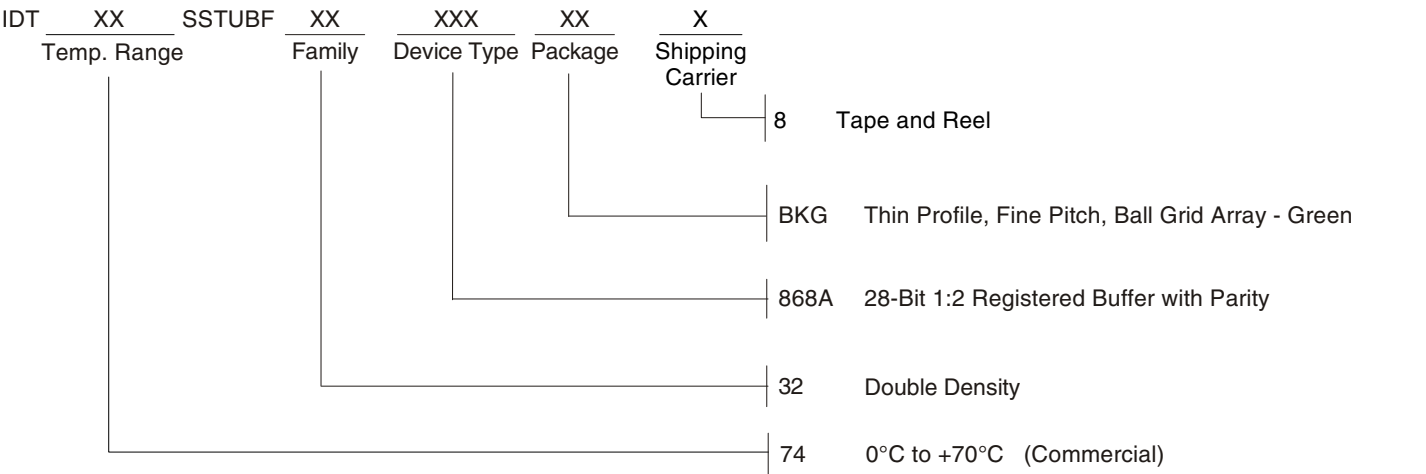 IDT XX SSTUBF XX XXX XX X
Temp. Range Family Device Type Package Shipping
Carrier
8 Tape and Reel
BKG Thin Profile, Fine Pitch, Ball Grid Array - Green
868A 28-Bit 1:2 Registered Buffer with Parity
32 Double Density
74 0°C to +70°C (Commercial)